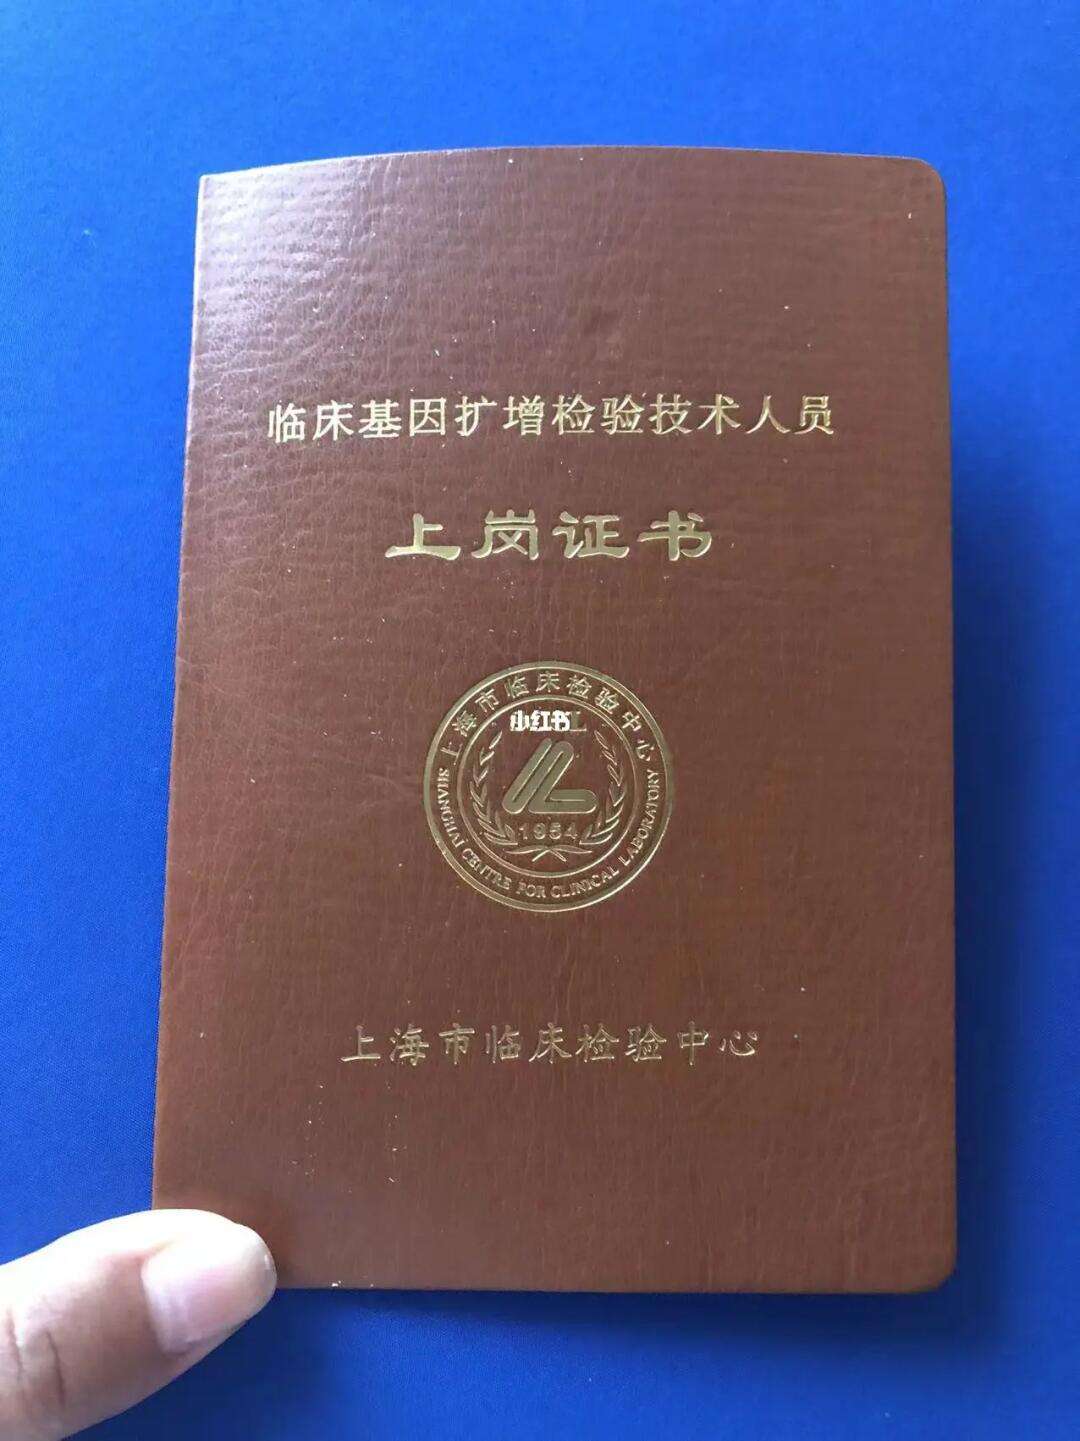 临床基因扩增检验技术人员
上岗证书
上海市临床检验中心
小红书
1954
SHANGHAI CENTRE FOR CLINICAL LABORATORY
上海市临床检验中心